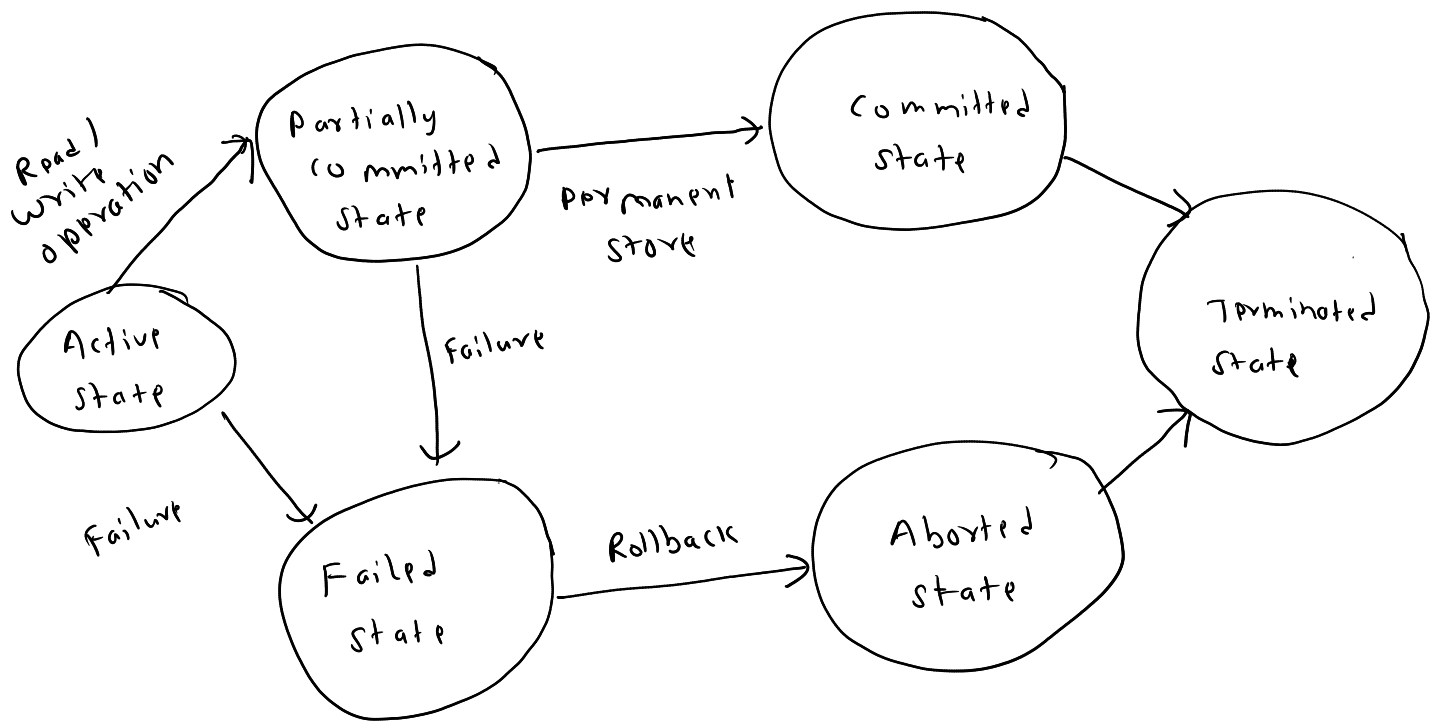 Partially
committed
state
Committed
state
Read/
write
operation
permanent
store
Terminated
state
Active
state
Failure
Failure
Rollback
Aborted
state
Failed
state